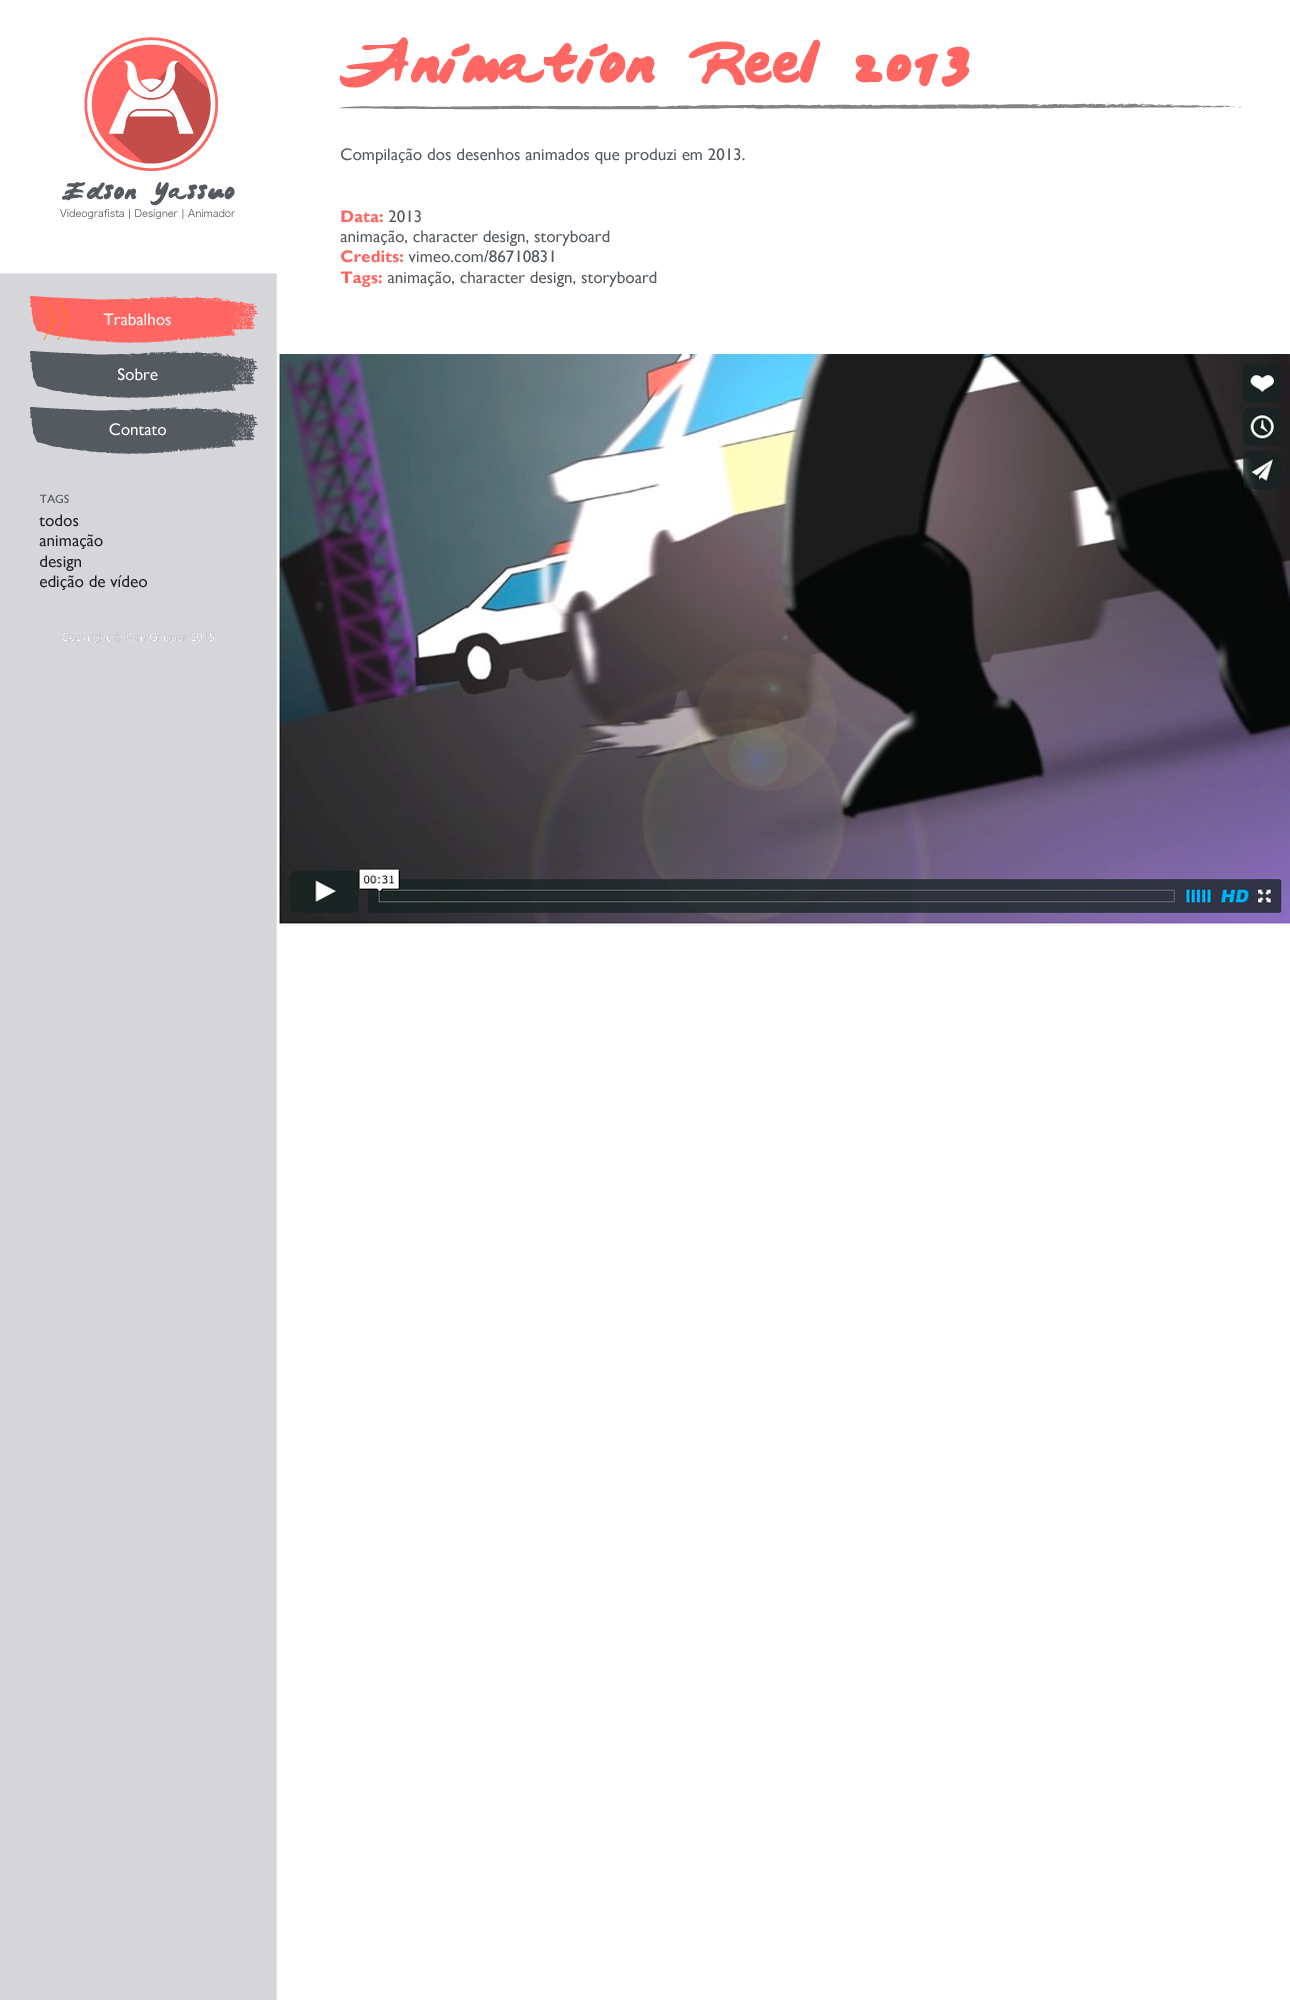 Edson Yassuo
Videografista | Designer | Animador
Trabalhos
Sobre
Contato
TAGS
todos
animação
design
edição de vídeo
Animation Reel 2013
Compilação dos desenhos animados que produzi em 2013.
Data: 2013
animação, character design, storyboard
Credits: vimeo.com/86710831
Tags: animação, character design, storyboard
00:31
HD